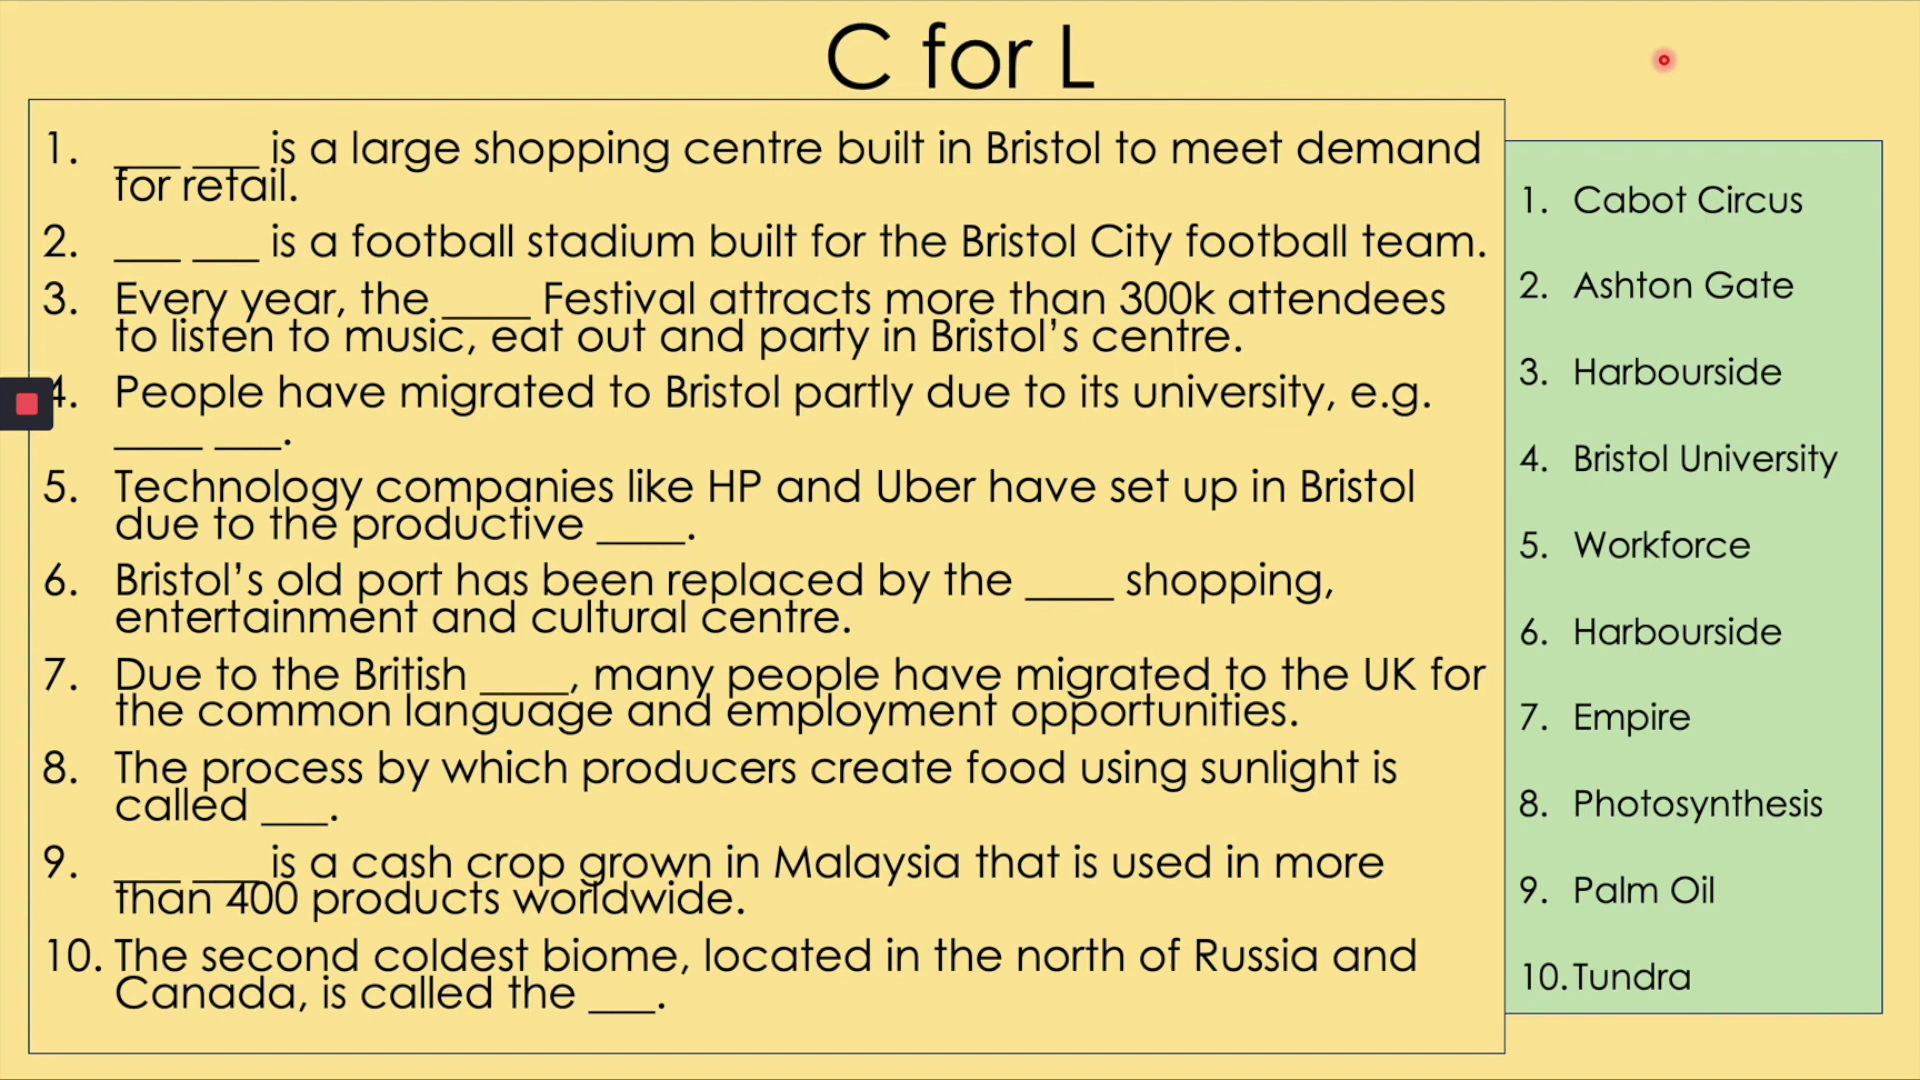 C for L
1. ___ ___ is a large shopping centre built in Bristol to meet demand
for retail.
2. ___ ___ is a football stadium built for the Bristol City football team.
3. Every year, the ____ Festival attracts more than 300k attendees
to listen to music, eat out and party in Bristol’s centre.
4. People have migrated to Bristol partly due to its university, e.g.
____ ___.
5. Technology companies like HP and Uber have set up in Bristol
due to the productive ____.
6. Bristol’s old port has been replaced by the ____ shopping,
entertainment and cultural centre.
7. Due to the British ____, many people have migrated to the UK for
the common language and employment opportunities.
8. The process by which producers create food using sunlight is
called ___.
9. ___ ___ is a cash crop grown in Malaysia that is used in more
than 400 products worldwide.
10. The second coldest biome, located in the north of Russia and
Canada, is called the ___.
1. Cabot Circus
2. Ashton Gate
3. Harbourside
4. Bristol University
5. Workforce
6. Harbourside
7. Empire
8. Photosynthesis
9. Palm Oil
10. Tundra